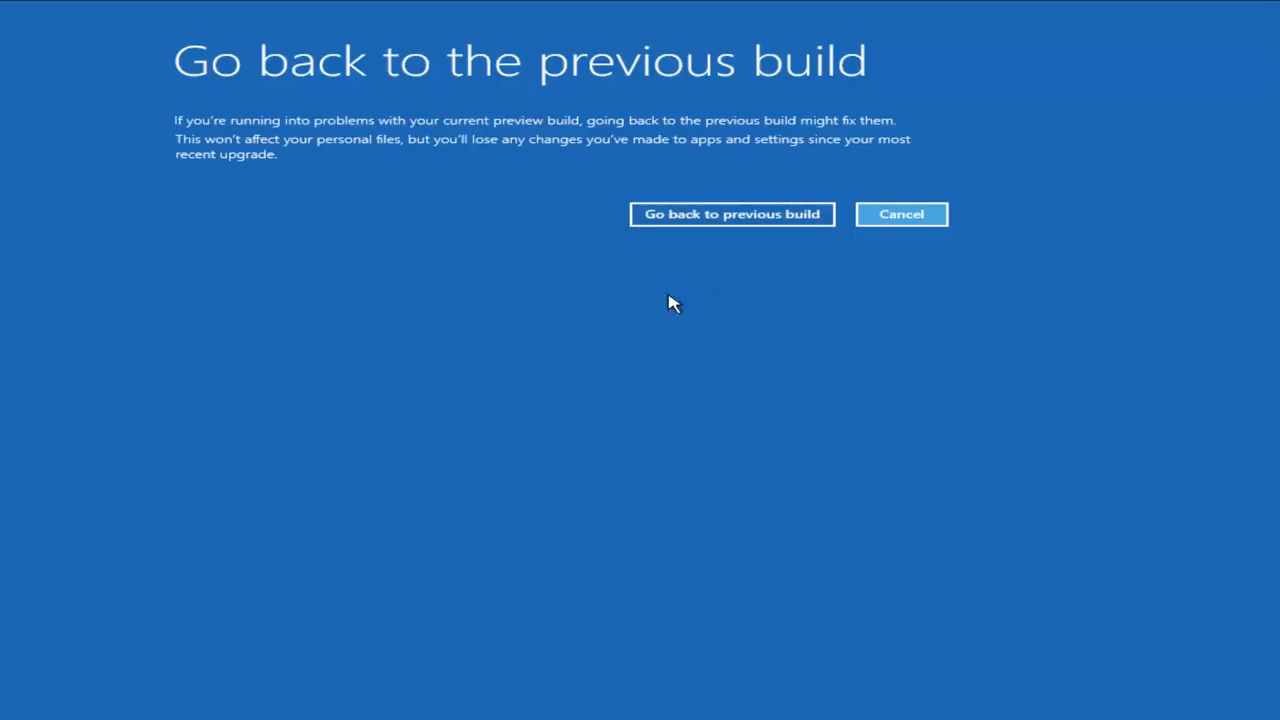 Go back to the previous build
If you're running into problems with your current preview build, going back to the previous build might fix them.
This won't affect your personal files, but you'll lose any changes you've made to apps and settings since your most
recent upgrade.
Go back to previous build
Cancel